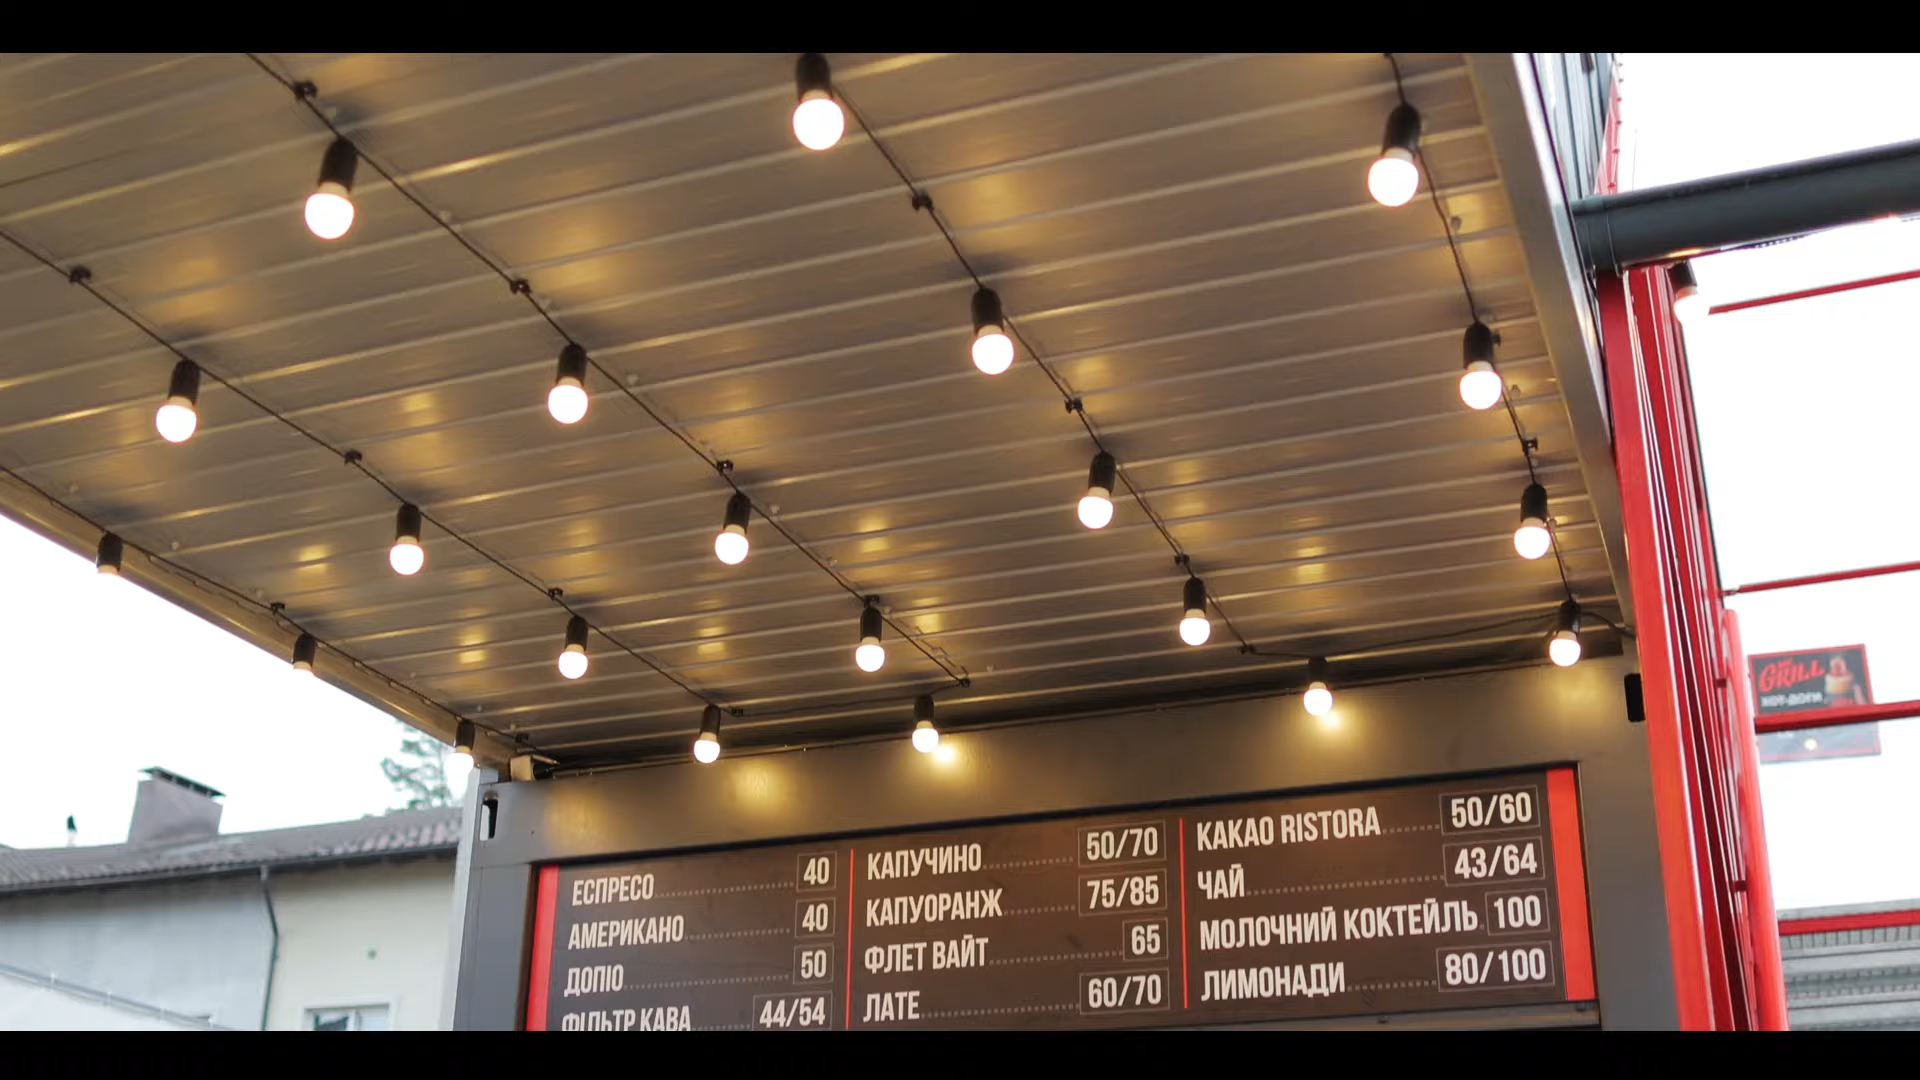 ЕСПРЕСО 40
АМЕРИКАНО 40
ДОПІО 50
ФІЛЬТР КАВА 44/54
КАПУЧИНО 50/70
КАПУОРАНЖ 75/85
ФЛЕТ ВАЙТ 65
ЛАТЕ 60/70
КАКАО RISTORA 50/60
ЧАЙ 43/64
МОЛОЧНИЙ КОКТЕЙЛЬ 100
ЛИМОНАДИ 80/100
GRILL
ХОТ-ДОГИ